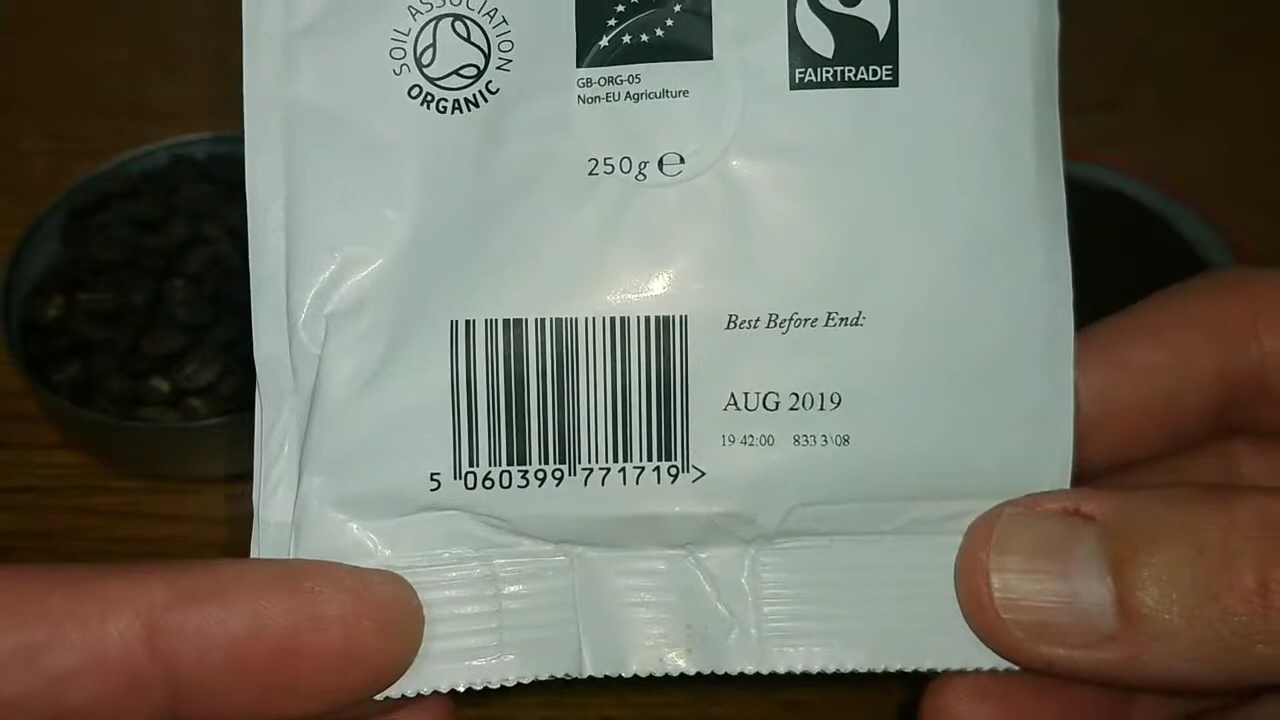 SOIL ASSOCIATION
ORGANIC
GB-ORG-05
Non-EU Agriculture
FAIRTRADE
250g ℮
Best Before End:
AUG 2019
19:42:00 833 3\08
5 060399 771719 >